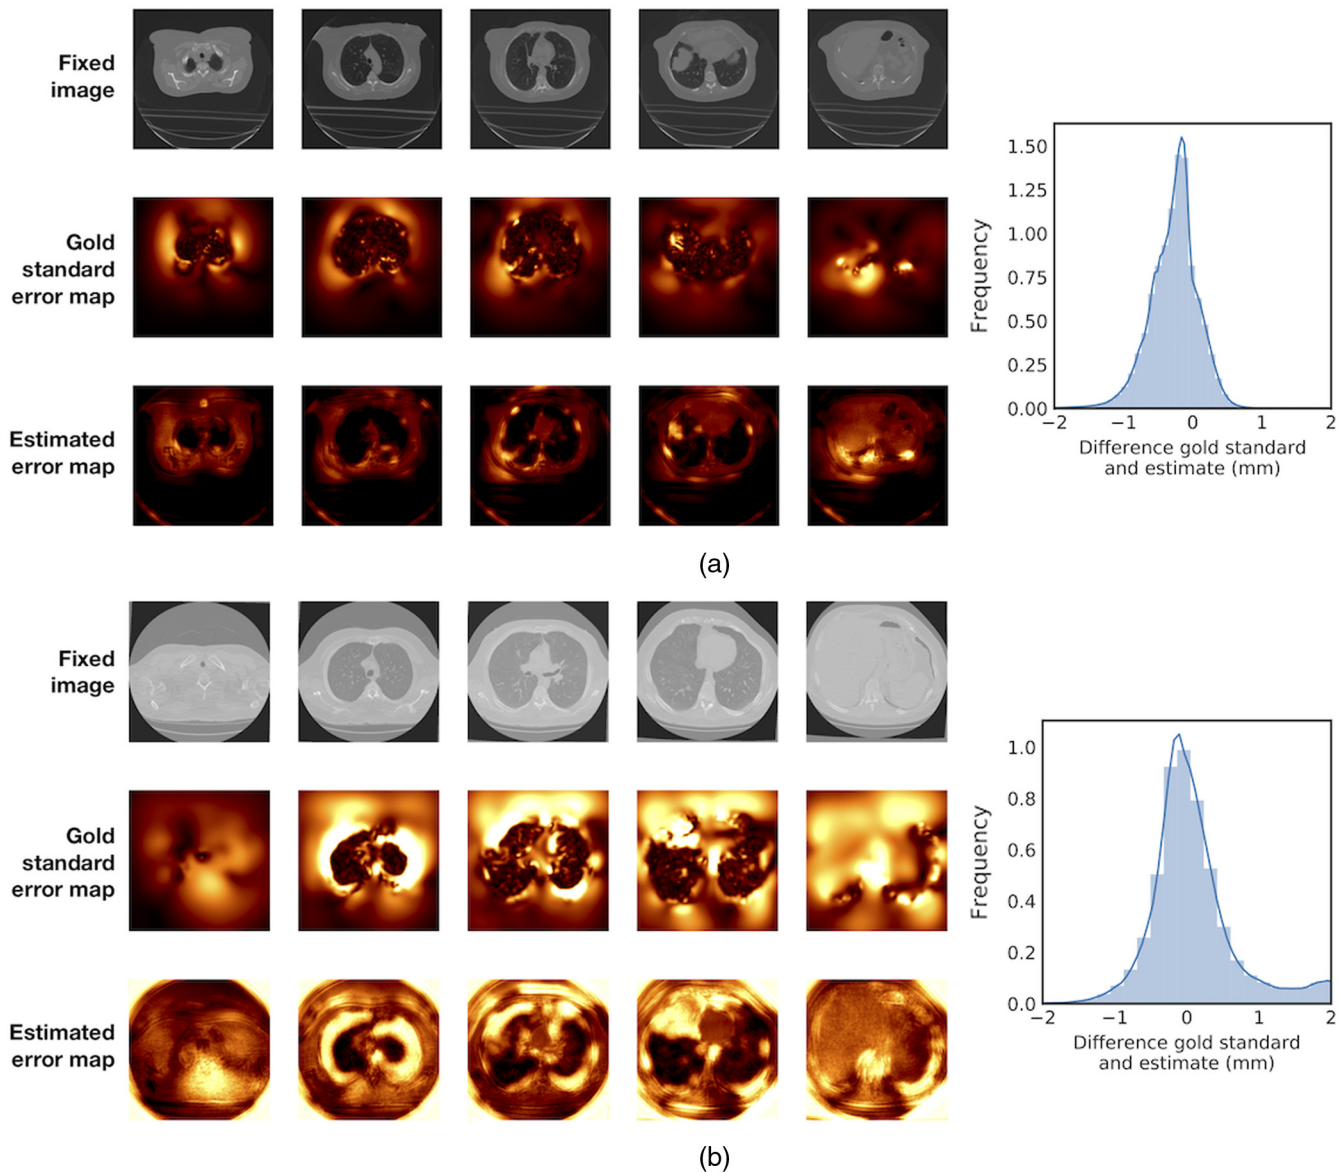 Fixed
image
Gold
standard
error map
Estimated
error map
1.50
1.25
1.00
0.75
0.50
0.25
0.00
Frequency
−2
−1
0
1
2
Difference gold standard
and estimate (mm)
(a)
Fixed
image
Gold
standard
error map
Estimated
error map
1.0
0.8
0.6
0.4
0.2
0.0
Frequency
−2
−1
0
1
2
Difference gold standard
and estimate (mm)
(b)